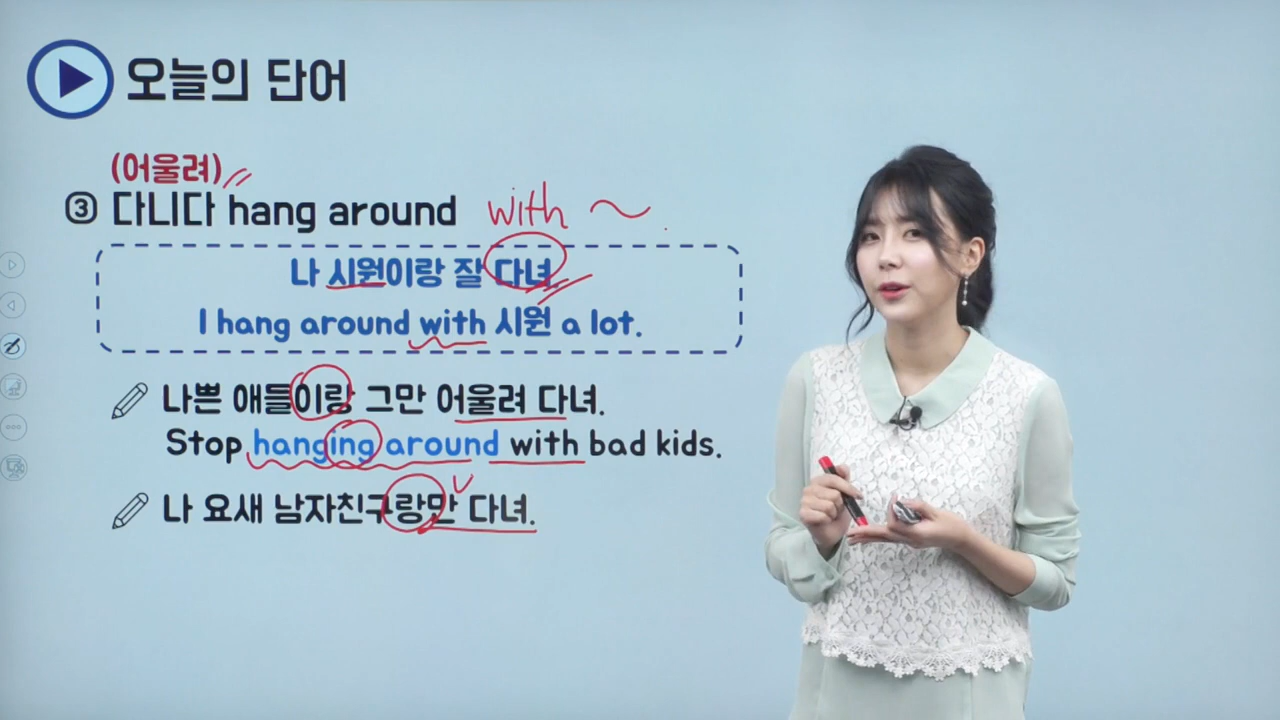 오늘의 단어
(어울려)
③ 다니다 hang around with ~
나 시원이랑 잘 다녀.
I hang around with 시원 a lot.
나쁜 애들이랑 그만 어울려 다녀.
Stop hanging around with bad kids.
나 요새 남자친구랑만 다녀.